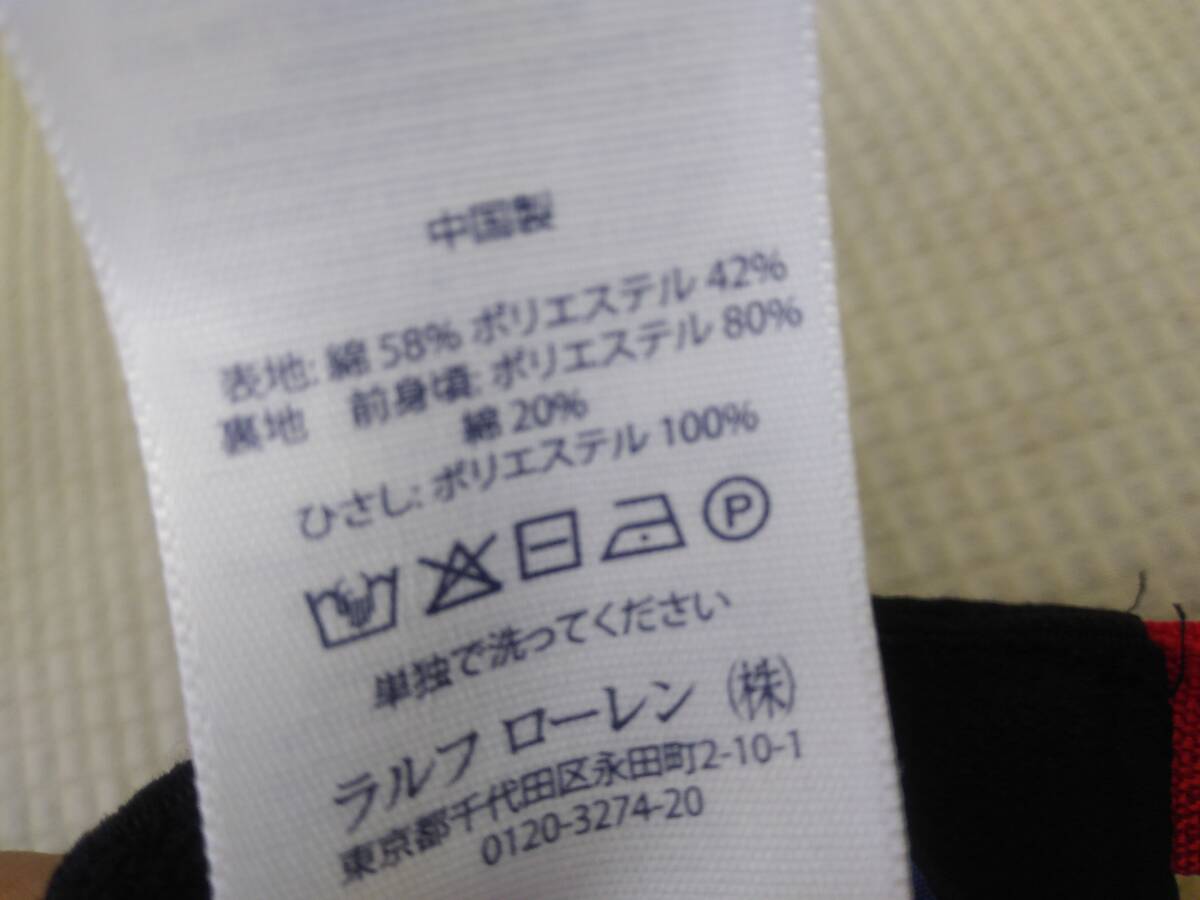 中国製
表地: 綿 58% ポリエステル 42%
裏地 前身頃: ポリエステル 80%
綿 20%
ひさし: ポリエステル 100%
P
単独で洗ってください
ラルフ ローレン (株)
東京都千代田区永田町2-10-1
0120-3274-20